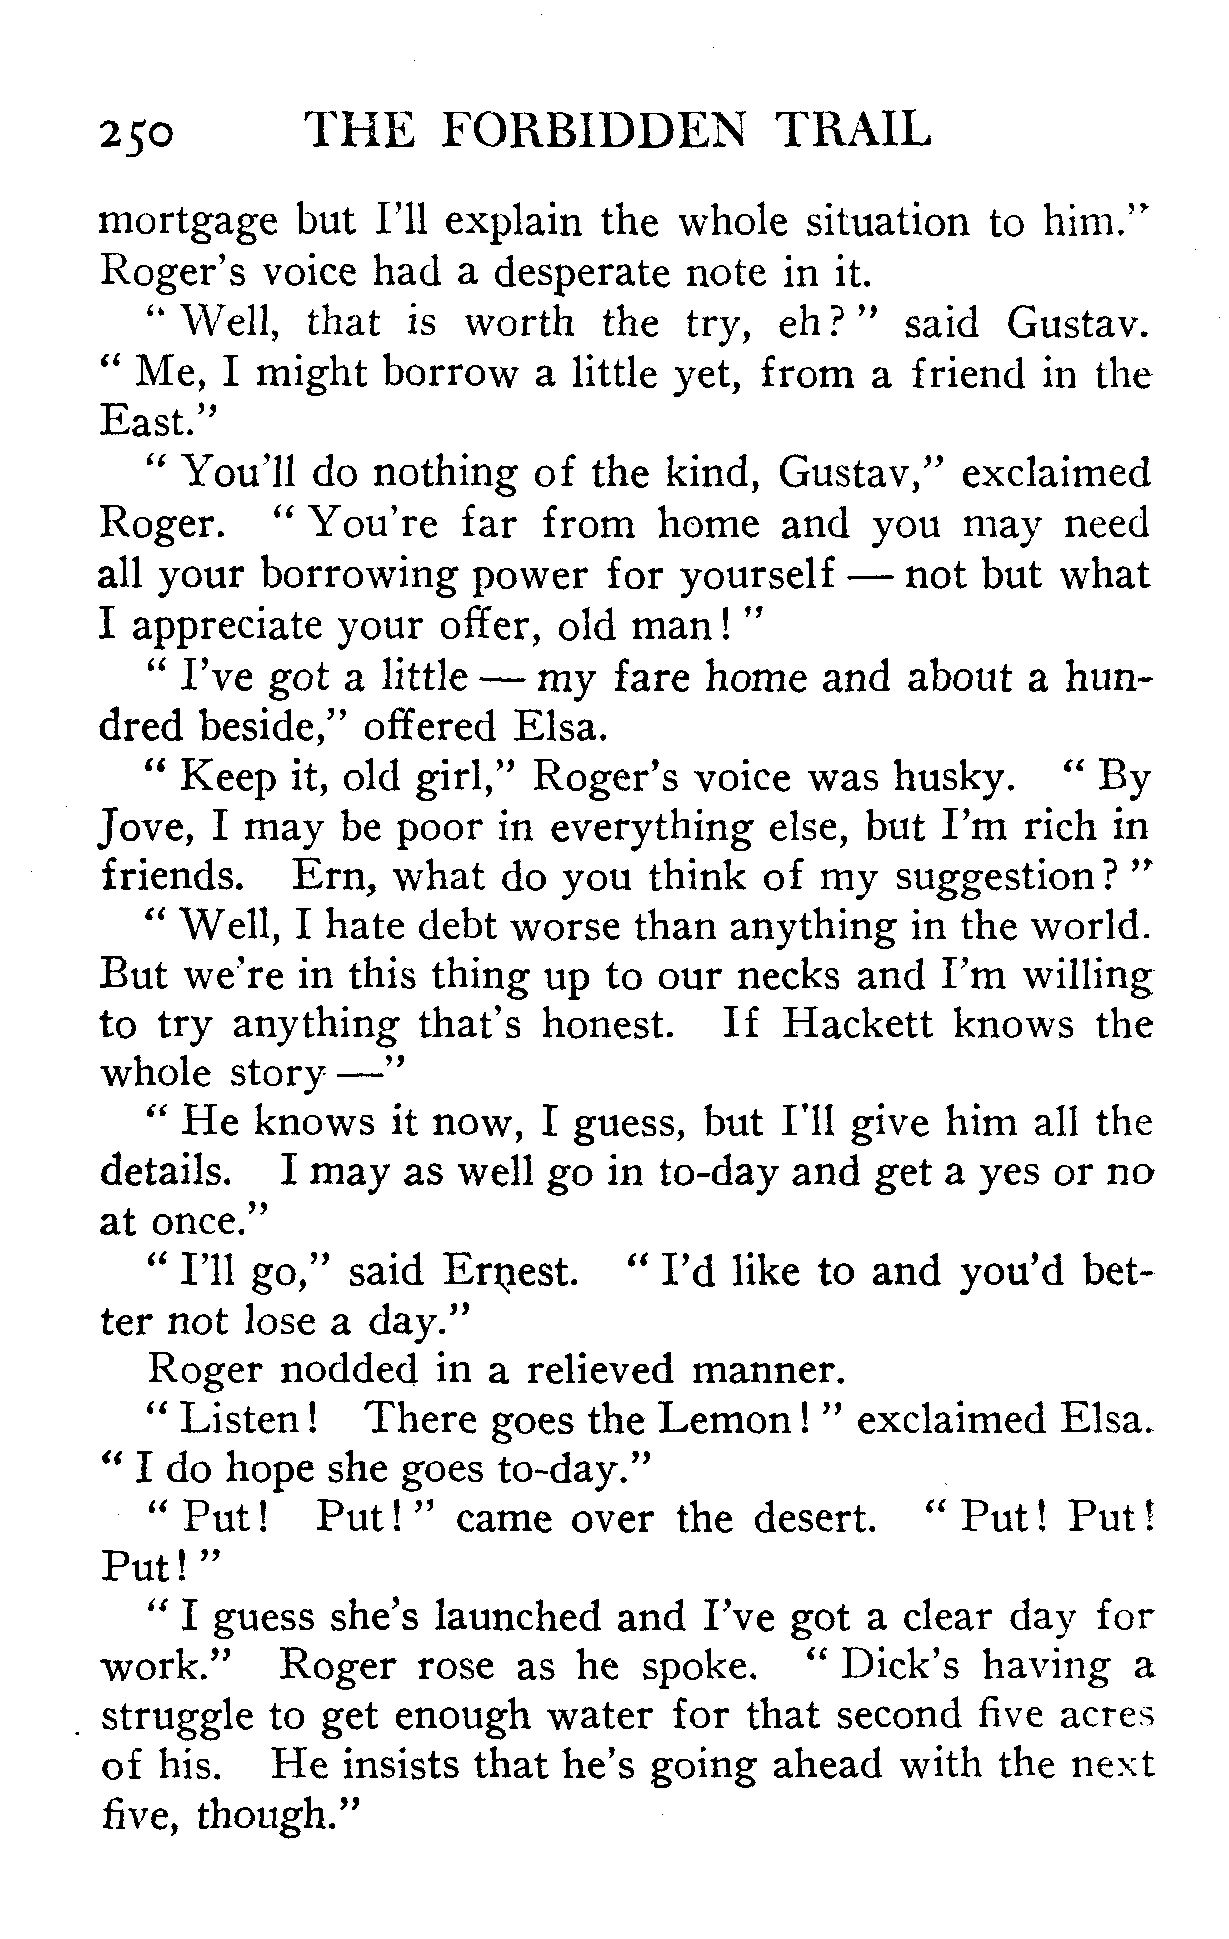 250 THE FORBIDDEN TRAIL
mortgage but I'll explain the whole situation to him."
Roger's voice had a desperate note in it.
" Well, that is worth the try, eh? " said Gustav.
" Me, I might borrow a little yet, from a friend in the
East."
" You'll do nothing of the kind, Gustav," exclaimed
Roger. " You're far from home and you may need
all your borrowing power for yourself — not but what
I appreciate your offer, old man! "
" I've got a little — my fare home and about a hun-
dred beside," offered Elsa.
" Keep it, old girl," Roger's voice was husky. " By
Jove, I may be poor in everything else, but I'm rich in
friends. Ern, what do you think of my suggestion? "
" Well, I hate debt worse than anything in the world.
But we're in this thing up to our necks and I'm willing
to try anything that's honest. If Hackett knows the
whole story —"
" He knows it now, I guess, but I'll give him all the
details. I may as well go in to-day and get a yes or no
at once."
" I'll go," said Ernest. " I'd like to and you'd bet-
ter not lose a day."
Roger nodded in a relieved manner.
" Listen! There goes the Lemon! " exclaimed Elsa.
" I do hope she goes to-day."
" Put! Put! " came over the desert. " Put! Put!
Put! "
" I guess she's launched and I've got a clear day for
work." Roger rose as he spoke. " Dick's having a
struggle to get enough water for that second five acres
of his. He insists that he's going ahead with the next
five, though."